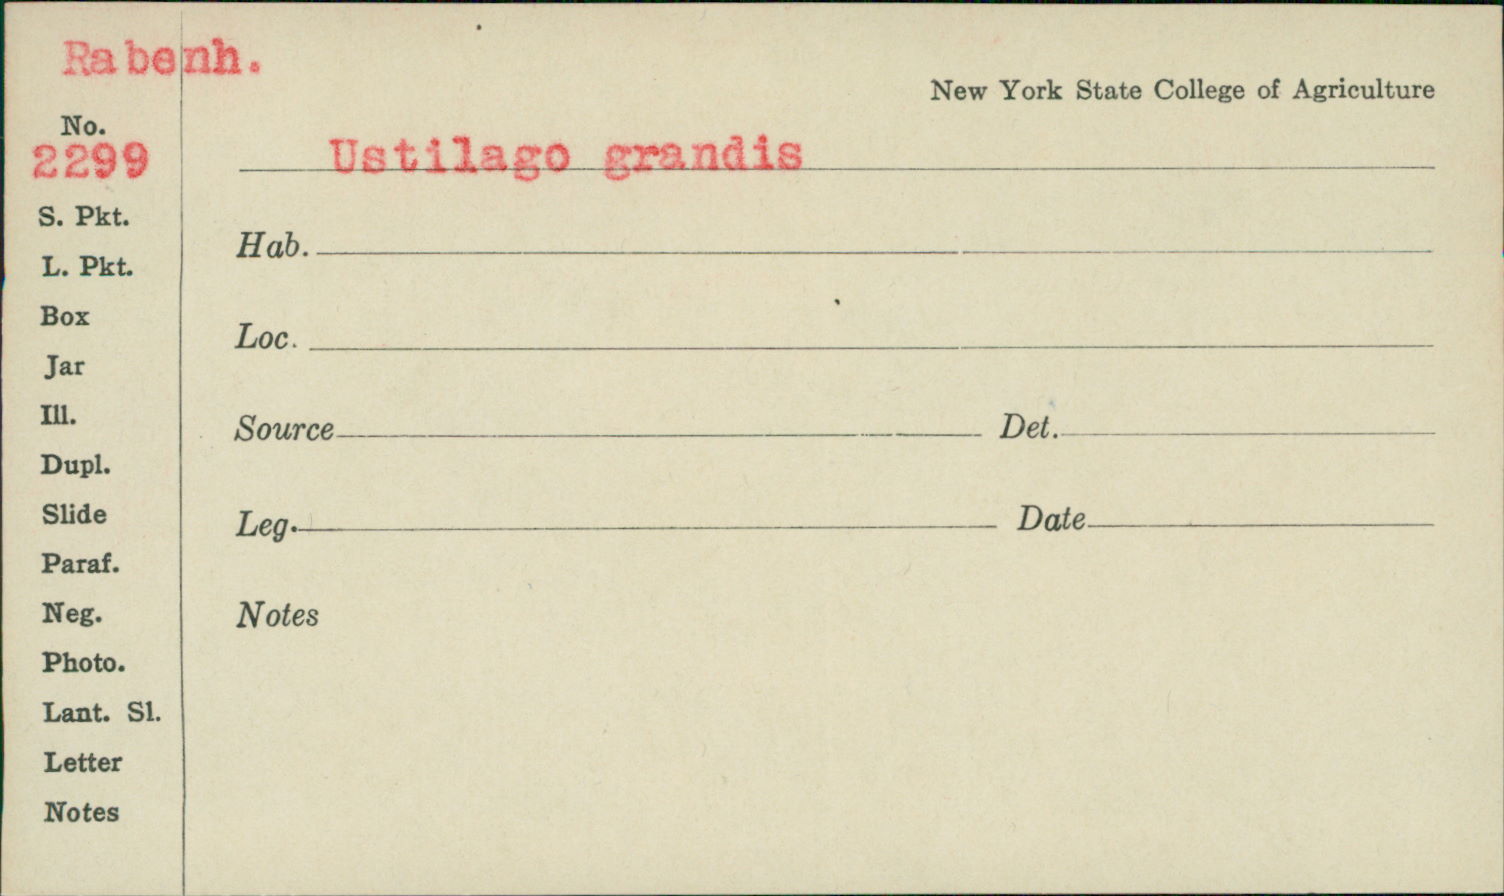 Rabenh.
New York State College of Agriculture
No.
2299
Ustilago grandis
S. Pkt.
Hab.
L. Pkt.
Box
Loc.
Jar
Ill.
Source Det.
Dupl.
Slide
Leg. Date
Paraf.
Neg.
Notes
Photo.
Lant. Sl.
Letter
Notes